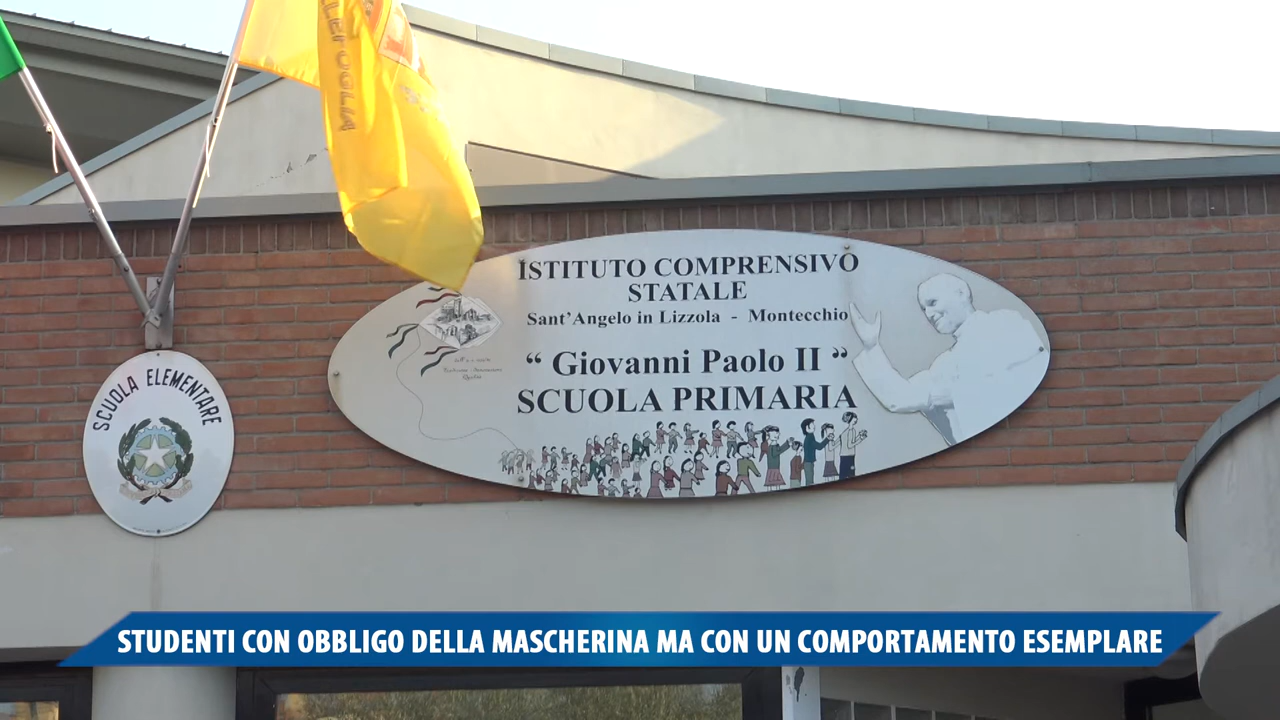 LLEFOGLIA
ISTITUTO COMPRENSIVO
STATALE
Sant'Angelo in Lizzola - Montecchio
“ Giovanni Paolo II ”
SCUOLA PRIMARIA
SCUOLA ELEMENTARE
STUDENTI CON OBBLIGO DELLA MASCHERINA MA CON UN COMPORTAMENTO ESEMPLARE